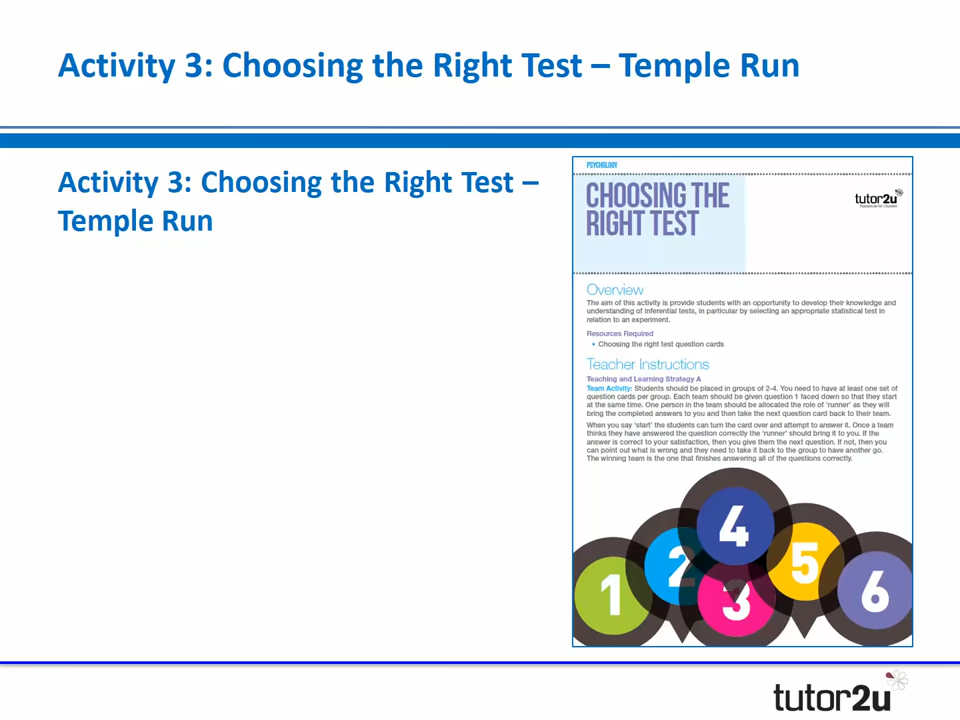 Activity 3: Choosing the Right Test – Temple Run
Activity 3: Choosing the Right Test –
Temple Run
PSYCHOLOGY
CHOOSING THE
RIGHT TEST
tutor2u
Overview
The aim of this activity is provide students with an opportunity to develop their knowledge and
understanding of inferential tests, in particular by selecting an appropriate statistical test in
relation to an experiment.
Resources Required
• Choosing the right test question cards
Teacher Instructions
Teaching and Learning Strategy A
Team Activity: Students should be placed in groups of 2-4. You need to have at least one set of
question cards per group. Each team should be given question 1 faced down so that they start
at the same time. One person in the team should be allocated the role of ‘runner’ as they will
bring the completed answers to you and then take the next question card back to their team.
When you say ‘start’ the students can turn the card over and attempt to answer it. Once a team
thinks they have answered the question correctly the ‘runner’ should bring it to you. If the
answer is correct to your satisfaction, then you give them the next question. If not, then you
can point out what is wrong and they need to take it back to the group to have another go.
The winning team is the one that finishes answering all of the questions correctly.
1
2
3
4
5
6
tutor2u